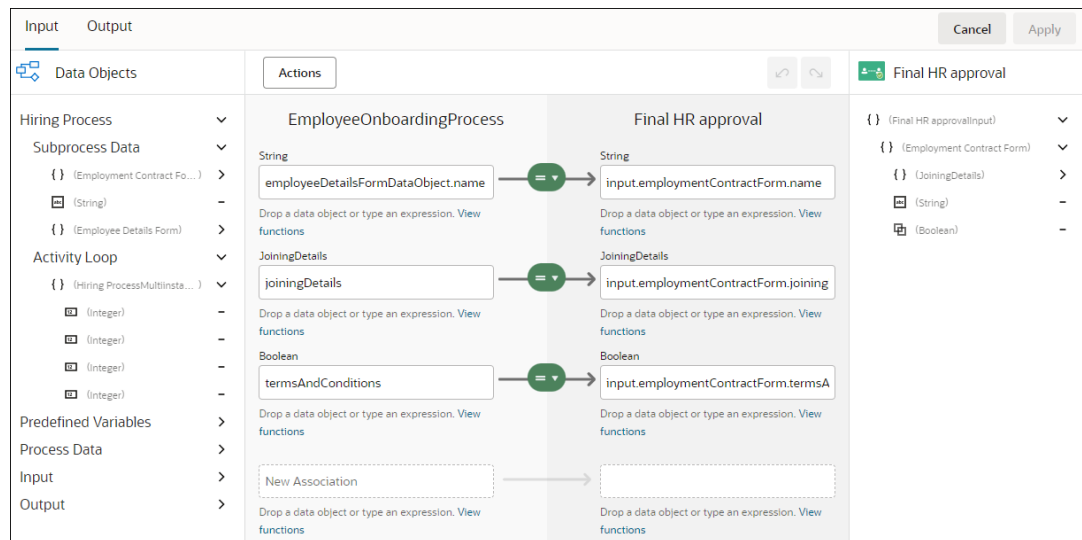 Input Output Cancel Apply
Data Objects Actions Final HR approval
Hiring Process
Subprocess Data
{ } (Employment Contract Fo... )
abc (String)
{ } (Employee Details Form)
Activity Loop
{ } (Hiring ProcessMultiinsta... )
(Integer)
(Integer)
(Integer)
(Integer)
Predefined Variables
Process Data
Input
Output
EmployeeOnboardingProcess Final HR approval
String String
employeeDetailsFormDataObject.name = input.employmentContractForm.name
Drop a data object or type an expression. View Drop a data object or type an expression. View
functions functions
JoiningDetails JoiningDetails
joiningDetails = input.employmentContractForm.joining
Drop a data object or type an expression. View Drop a data object or type an expression. View
functions functions
Boolean Boolean
termsAndConditions = input.employmentContractForm.termsA
Drop a data object or type an expression. View Drop a data object or type an expression. View
functions functions
New Association
Drop a data object or type an expression. View Drop a data object or type an expression. View
functions functions
{ } (Final HR approvalInput)
{ } (Employment Contract Form)
{ } (JoiningDetails)
abc (String)
(Boolean)